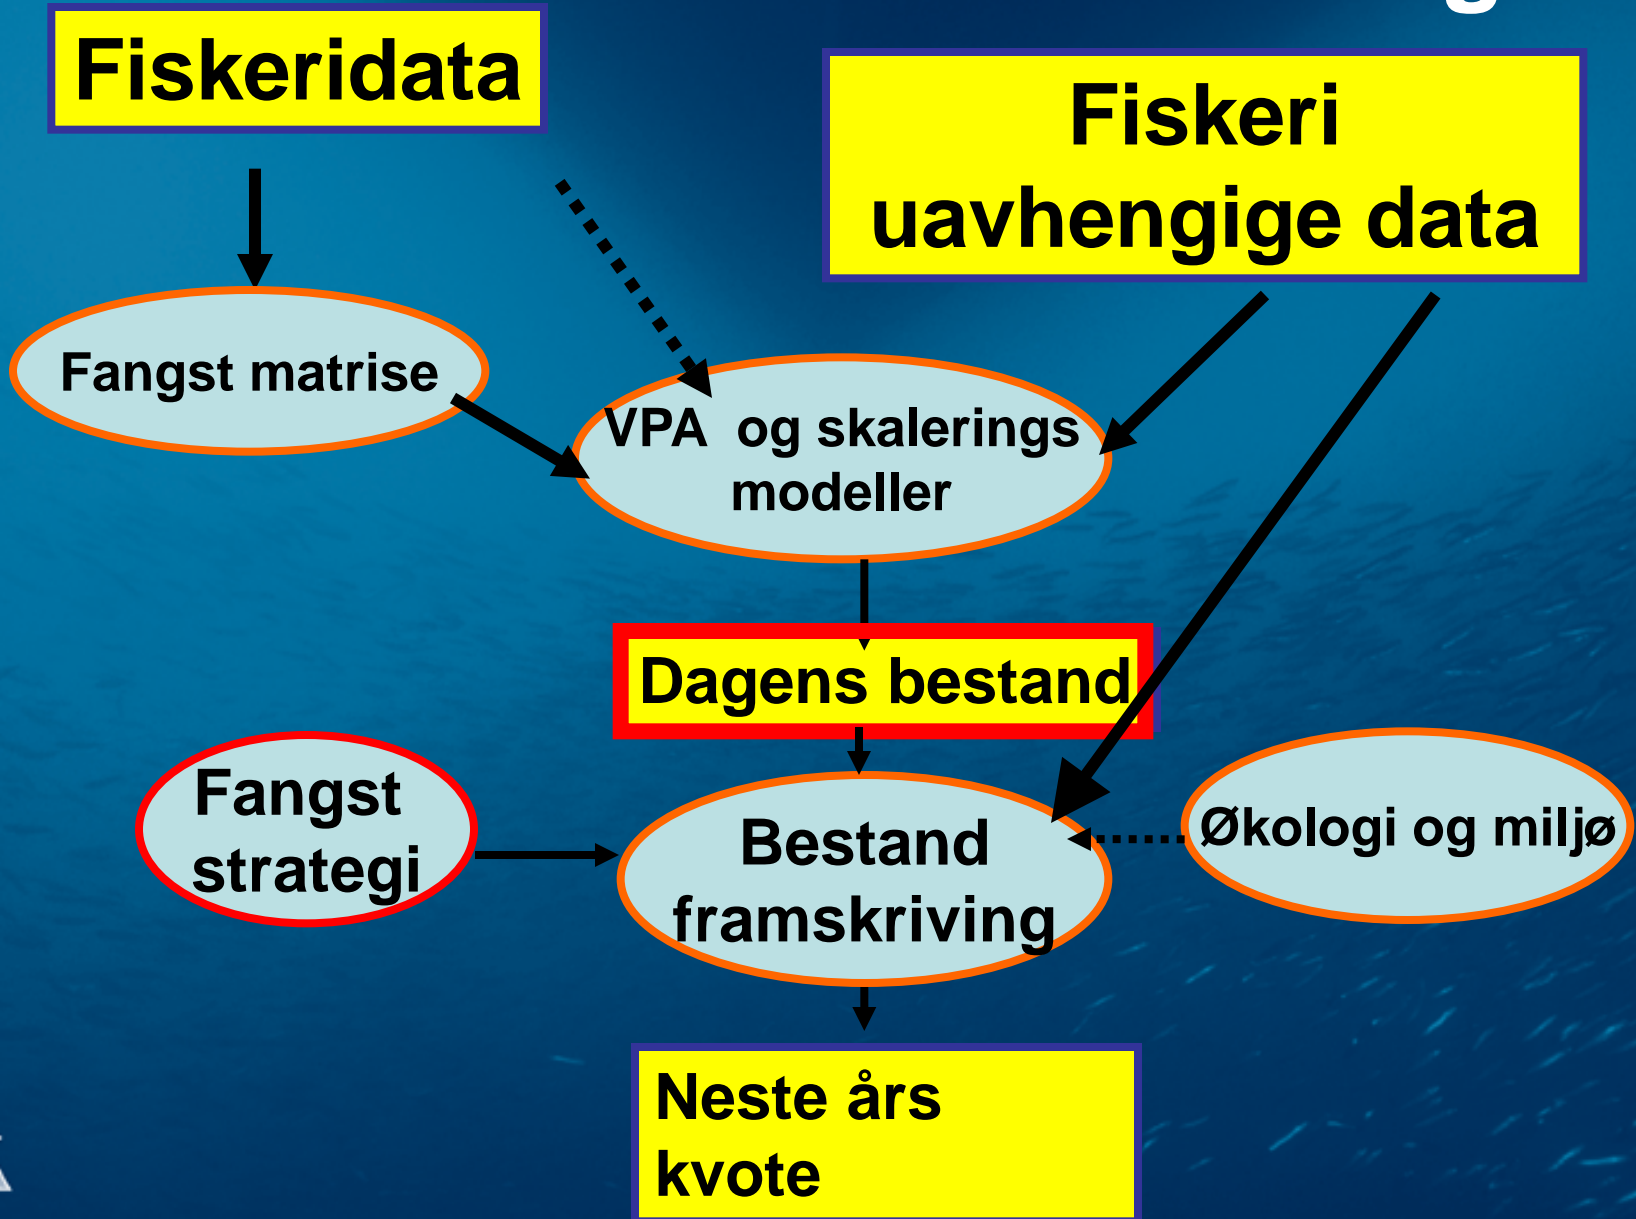 Fiskeridata
Fiskeri
uavhengige data
Fangst matrise
VPA og skalerings
modeller
Dagens bestand
Fangst
strategi
Bestand
framskriving
Økologi og miljø
Neste års
kvote